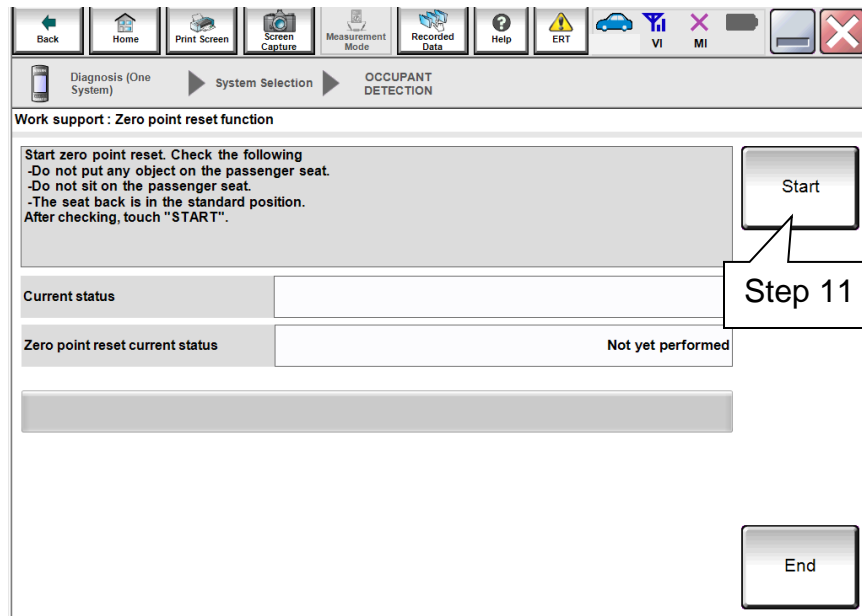 Back
Home
Print Screen
Screen
Capture
Measurement
Mode
Recorded
Data
Help
ERT
VI
MI
Diagnosis (One
System)
System Selection
OCCUPANT
DETECTION
Work support : Zero point reset function
Start zero point reset. Check the following
-Do not put any object on the passenger seat.
-Do not sit on the passenger seat.
-The seat back is in the standard position.
After checking, touch "START".
Start
Step 11
Current status
Zero point reset current status
Not yet performed
End